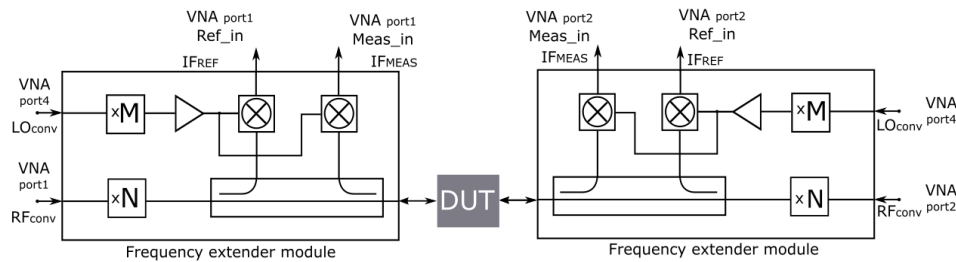 VNA port1
Ref_in
VNA port1
Meas_in
IFREF
IFMEAS
VNA
port4
LOconv
xM
VNA
port1
RFconv
xN
Frequency extender module
DUT
VNA port2
Meas_in
VNA port2
Ref_in
IFMEAS
IFREF
xM
VNA
port4
LOconv
xN
VNA
port2
RFconv
Frequency extender module